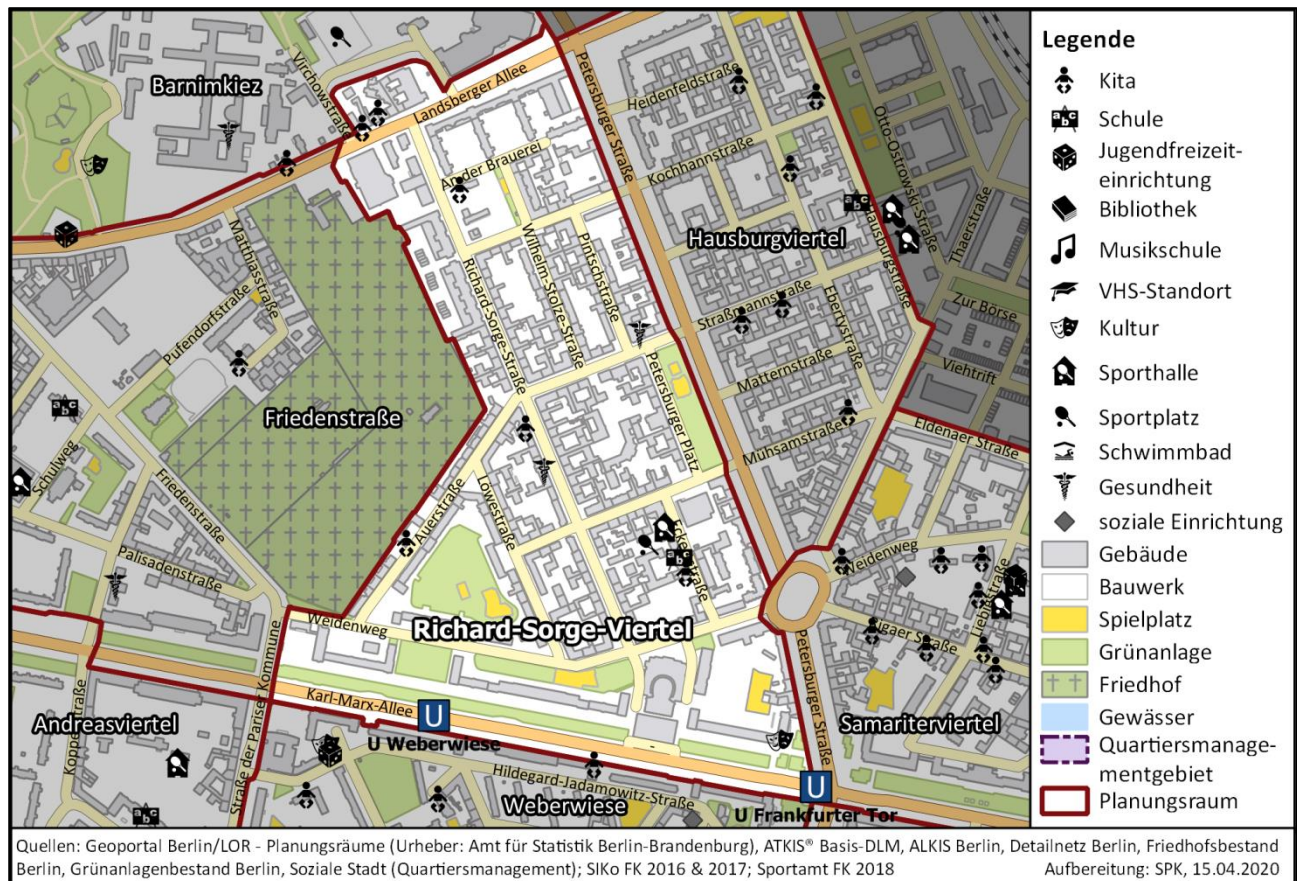 Barnimkiez
Virchowstraße
Landsberger Allee
Petersburger Straße
Heidenfeldstraße
Otto-Ostrowski-Straße
An der Brauerei
Kochhannstraße
Hausburgviertel
Hausburgstraße
Thaerstraße
Mathiasstraße
Pufendorfstraße
Richard-Sorge-Straße
Wilhelm-Stolze-Straße
Pintschstraße
Straßmannstraße
Ebertystraße
Zur Börse
Matternstraße
Viehtrift
Friedenstraße
Petersburger Platz
Mühsamstraße
Eldenaer Straße
Schulweg
Friedenstraße
Auerstraße
Löwestraße
Palisadenstraße
Weidenweg
Weidenweg
Richard-Sorge-Viertel
Liebigstraße
Petersburger Straße
Straße der Pariser Kommune
Karl-Marx-Allee
U
U Weberwiese
Andreasviertel
Samariterviertel
Hildegard-Jadamowitz-Straße
Weberwiese
U
U Frankfurter Tor
Legende
Kita
abc Schule
Jugendfreizeit-
einrichtung
Bibliothek
Musikschule
VHS-Standort
Kultur
Sporthalle
Sportplatz
Schwimmbad
Gesundheit
soziale Einrichtung
Gebäude
Bauwerk
Spielplatz
Grünanlage
Friedhof
Gewässer
Quartiersmanage-
mentgebiet
Planungsraum
Quellen: Geoportal Berlin/LOR - Planungsräume (Urheber: Amt für Statistik Berlin-Brandenburg), ATKIS® Basis-DLM, ALKIS Berlin, Detailnetz Berlin, Friedhofsbestand
Berlin, Grünanlagenbestand Berlin, Soziale Stadt (Quartiersmanagement); SIKo FK 2016 & 2017; Sportamt FK 2018
Aufbereitung: SPK, 15.04.2020